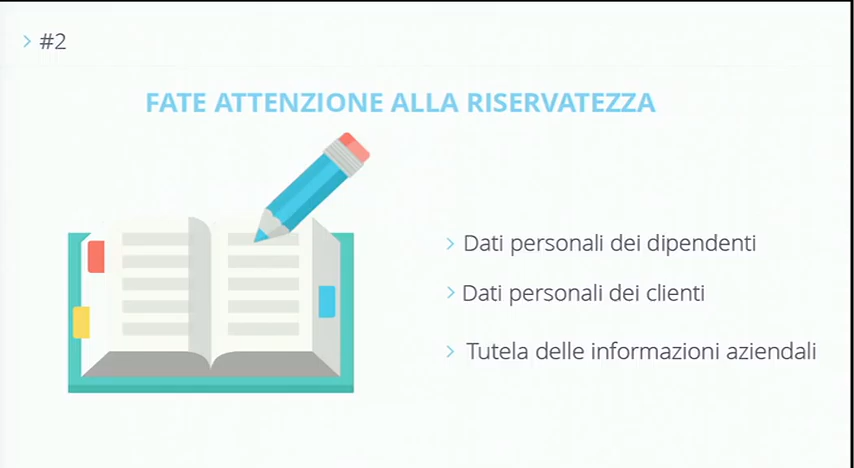 #2
FATE ATTENZIONE ALLA RISERVATEZZA
Dati personali dei dipendenti
Dati personali dei clienti
Tutela delle informazioni aziendali